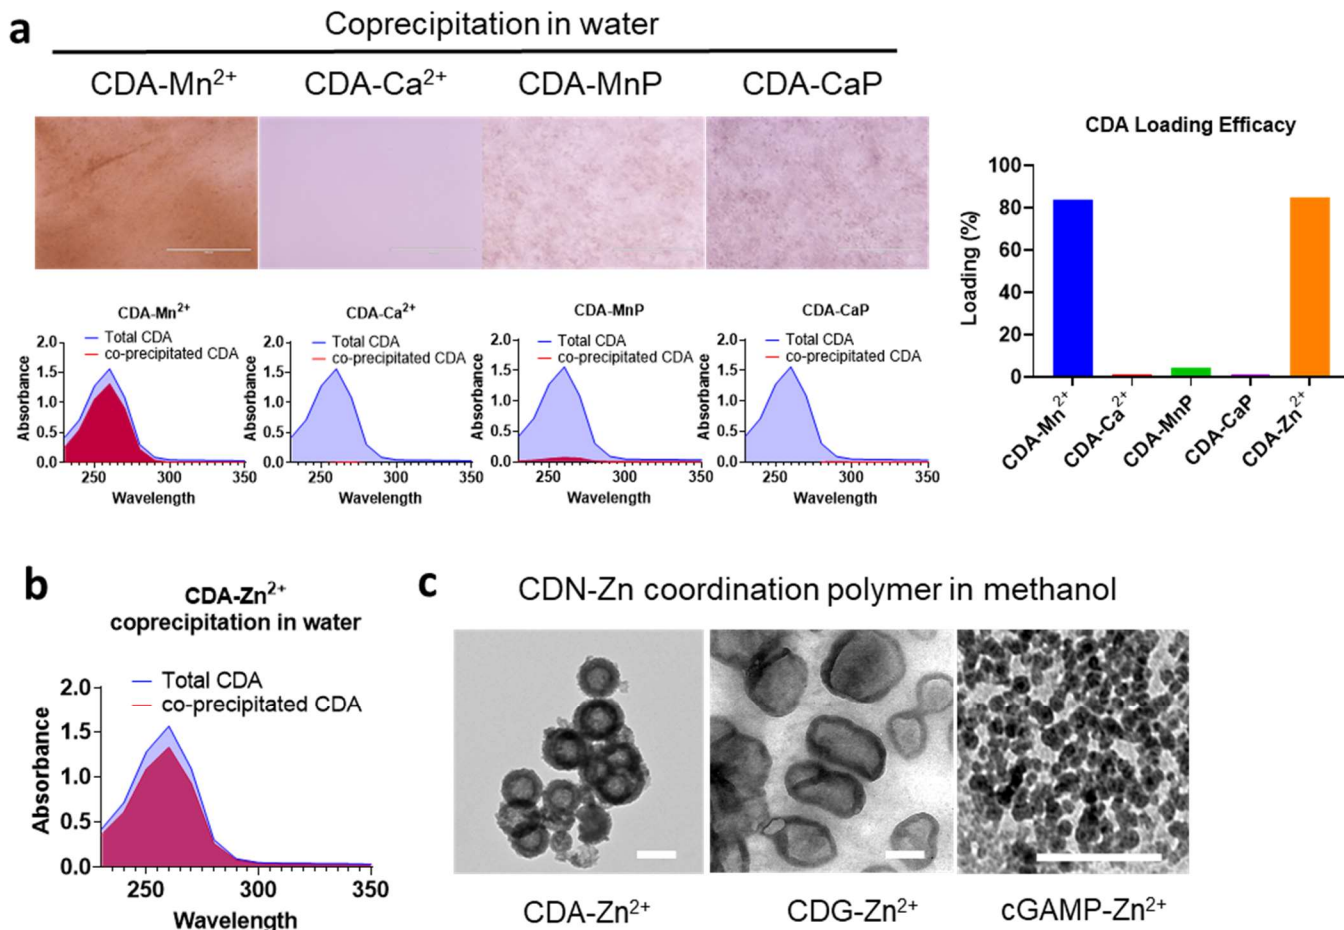 a
Coprecipitation in water
CDA-Mn²⁺
CDA-Ca²⁺
CDA-MnP
CDA-CaP
CDA-Mn²⁺
Total CDA
co-precipitated CDA
Absorbance
2.0
1.5
1.0
0.5
0.0
250
300
350
Wavelength
CDA-Ca²⁺
Total CDA
co-precipitated CDA
Absorbance
2.0
1.5
1.0
0.5
0.0
250
300
350
Wavelength
CDA-MnP
Total CDA
co-precipitated CDA
Absorbance
2.0
1.5
1.0
0.5
0.0
250
300
350
Wavelength
CDA-CaP
Total CDA
co-precipitated CDA
Absorbance
2.0
1.5
1.0
0.5
0.0
250
300
350
Wavelength
CDA Loading Efficacy
Loading (%)
100
80
60
40
20
0
CDA-Mn²⁺
CDA-Ca²⁺
CDA-MnP
CDA-CaP
CDA-Zn²⁺
b
CDA-Zn²⁺
coprecipitation in water
Total CDA
co-precipitated CDA
Absorbance
2.0
1.5
1.0
0.5
0.0
250
300
350
Wavelength
c
CDN-Zn coordination polymer in methanol
CDA-Zn²⁺
CDG-Zn²⁺
cGAMP-Zn²⁺